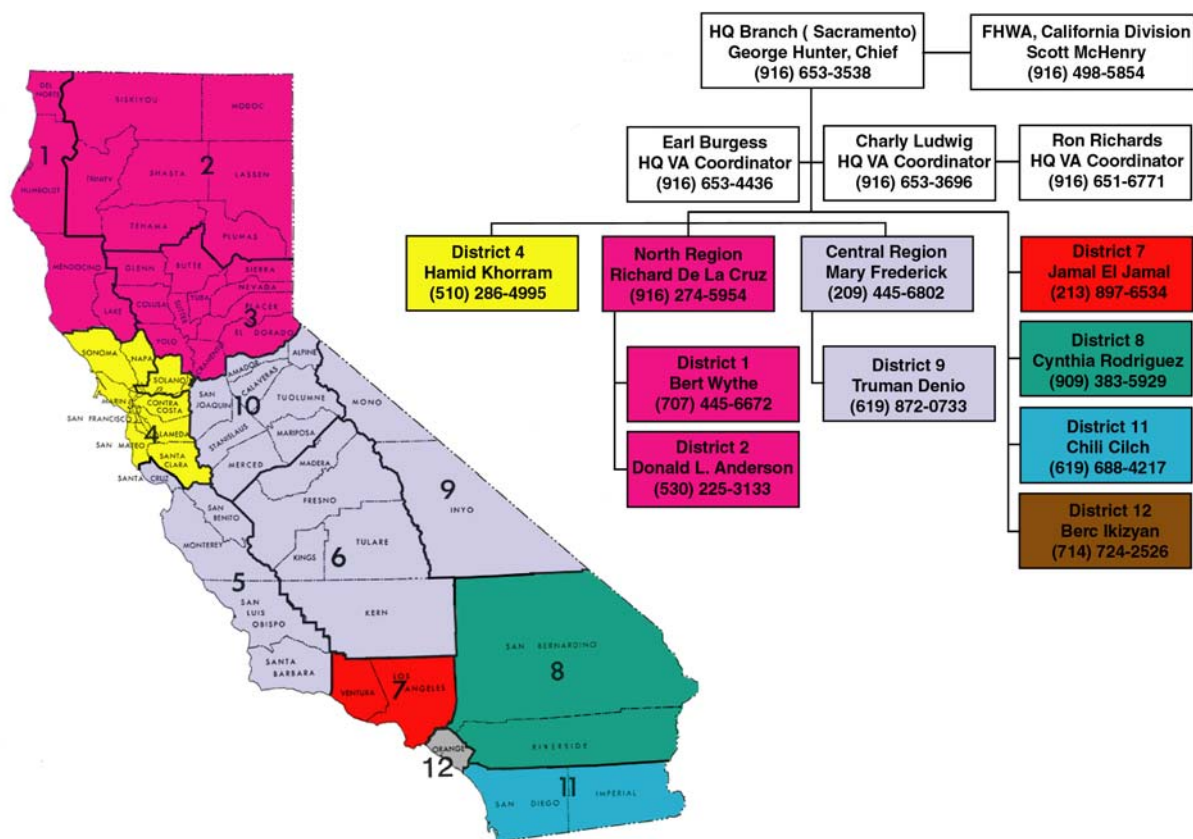 HQ Branch ( Sacramento)
George Hunter, Chief
(916) 653-3538
FHWA, California Division
Scott McHenry
(916) 498-5854
Earl Burgess
HQ VA Coordinator
(916) 653-4436
Charly Ludwig
HQ VA Coordinator
(916) 653-3696
Ron Richards
HQ VA Coordinator
(916) 651-6771
District 4
Hamid Khorram
(510) 286-4995
North Region
Richard De La Cruz
(916) 274-5954
Central Region
Mary Frederick
(209) 445-6802
District 7
Jamal El Jamal
(213) 897-6534
District 1
Bert Wythe
(707) 445-6672
District 9
Truman Denio
(619) 872-0733
District 8
Cynthia Rodriguez
(909) 383-5929
District 2
Donald L. Anderson
(530) 225-3133
District 11
Chili Cilch
(619) 688-4217
District 12
Berc Ikizyan
(714) 724-2526
DEL
NORTE
SISKIYOU
MODOC
1
2
HUMBOLDT
TRINITY
SHASTA
LASSEN
TEHAMA
PLUMAS
MENDOCINO
GLENN
BUTTE
SIERRA
NEVADA
COLUSA
YUBA
SUTTER
PLACER
LAKE
3
EL DORADO
YOLO
SONOMA
NAPA
SOLANO
AMADOR
ALPINE
CALAVERAS
MARIN
CONTRA
COSTA
SAN
JOAQUIN
TUOLUMNE
MONO
SAN FRANCISCO
10
4
ALAMEDA
STANISLAUS
MARIPOSA
SAN MATEO
SANTA
CLARA
MERCED
MADERA
SANTA CRUZ
FRESNO
9
INYO
SAN
BENITO
MONTEREY
KINGS
6
TULARE
5
SAN
LUIS
OBISPO
KERN
SANTA
BARBARA
SAN BERNARDINO
8
VENTURA
7
LOS
ANGELES
ORANGE
12
RIVERSIDE
11
SAN DIEGO
IMPERIAL